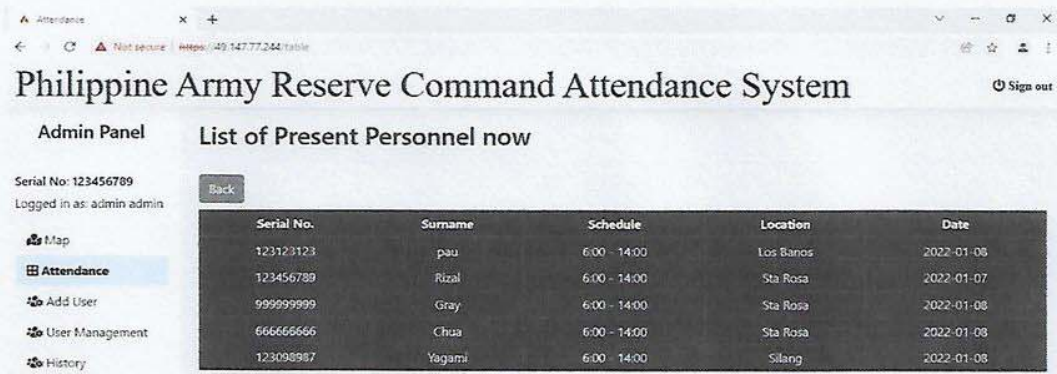 Attendance
Not secure https://49.147.77.244/table
Philippine Army Reserve Command Attendance System
Sign out
Admin Panel
List of Present Personnel now
Serial No: 123456789
Logged in as: admin admin
Back
Map
Attendance
Add User
User Management
History
Serial No. Surname Schedule Location Date
123123123 pau 6:00 - 14:00 Los Banos 2022-01-08
123456789 Rizal 6:00 - 14:00 Sta Rosa 2022-01-07
999999999 Gray 6:00 - 14:00 Sta Rosa 2022-01-08
666666666 Chua 6:00 - 14:00 Sta Rosa 2022-01-08
123098987 Yagami 6:00 - 14:00 Silang 2022-01-08